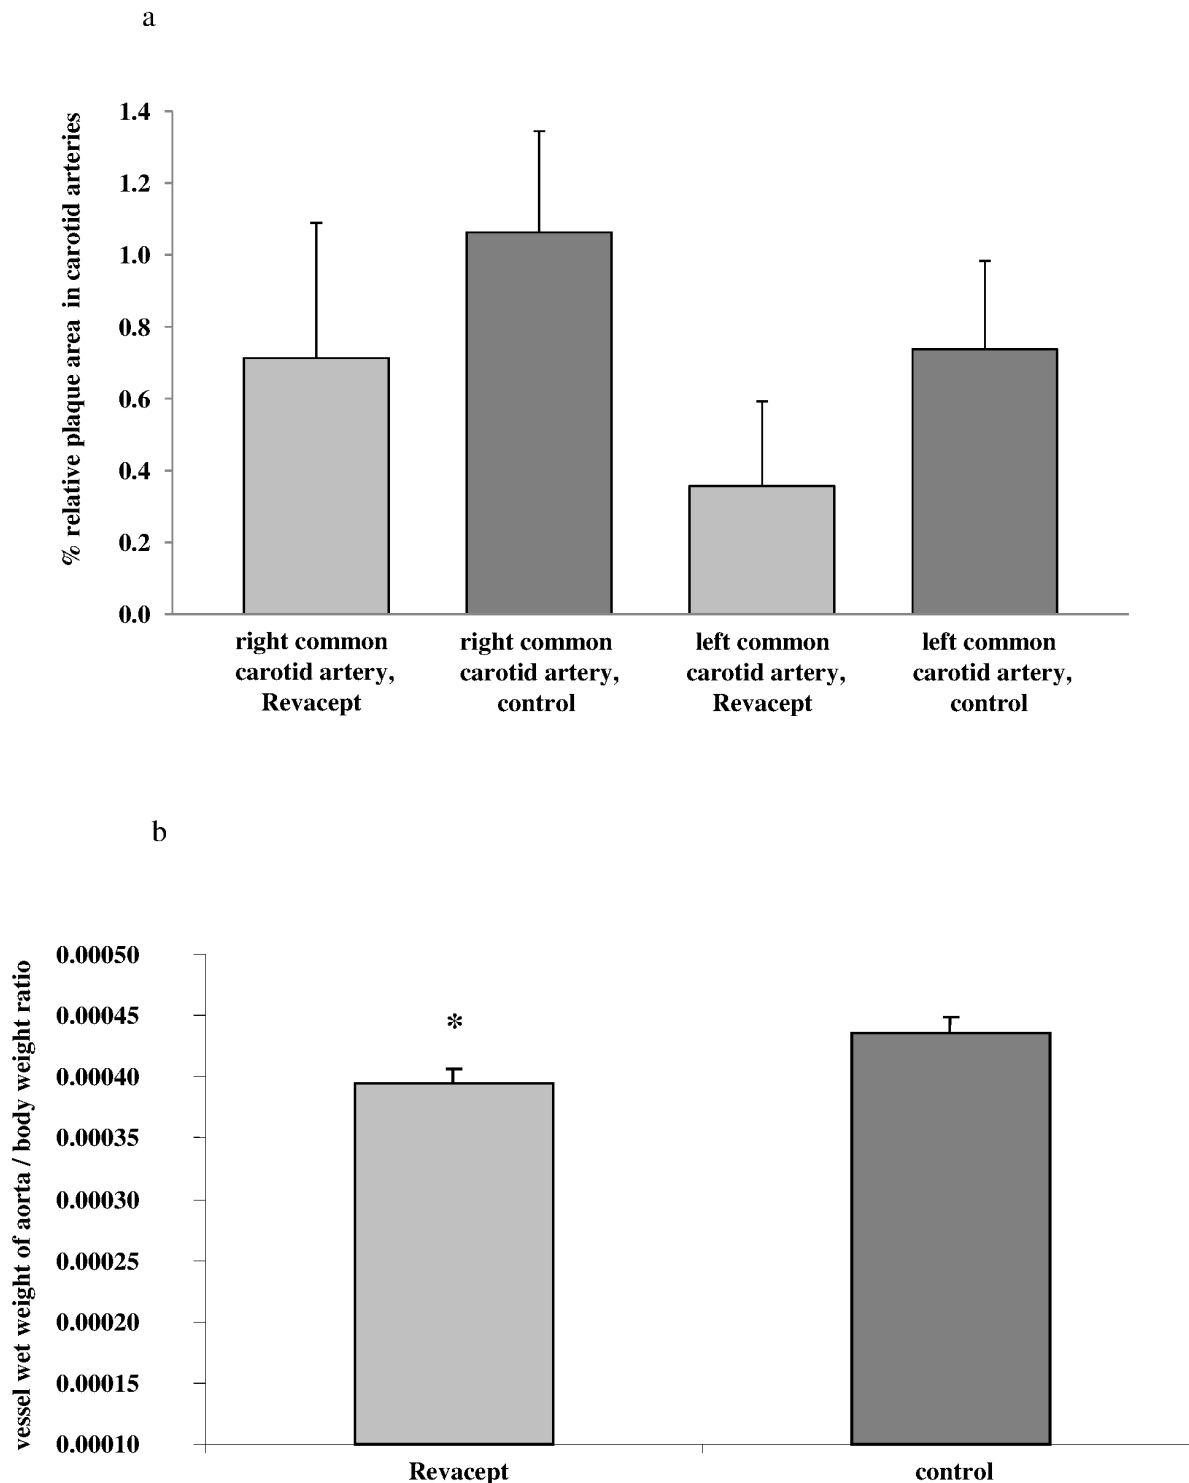 a
% relative plaque area in carotid arteries
1.4
1.2
1.0
0.8
0.6
0.4
0.2
0.0
right common
carotid artery,
Revacept
right common
carotid artery,
control
left common
carotid artery,
Revacept
left common
carotid artery,
control
b
vessel wet weight of aorta / body weight ratio
0.00050
0.00045
0.00040
0.00035
0.00030
0.00025
0.00020
0.00015
0.00010
*
Revacept
control